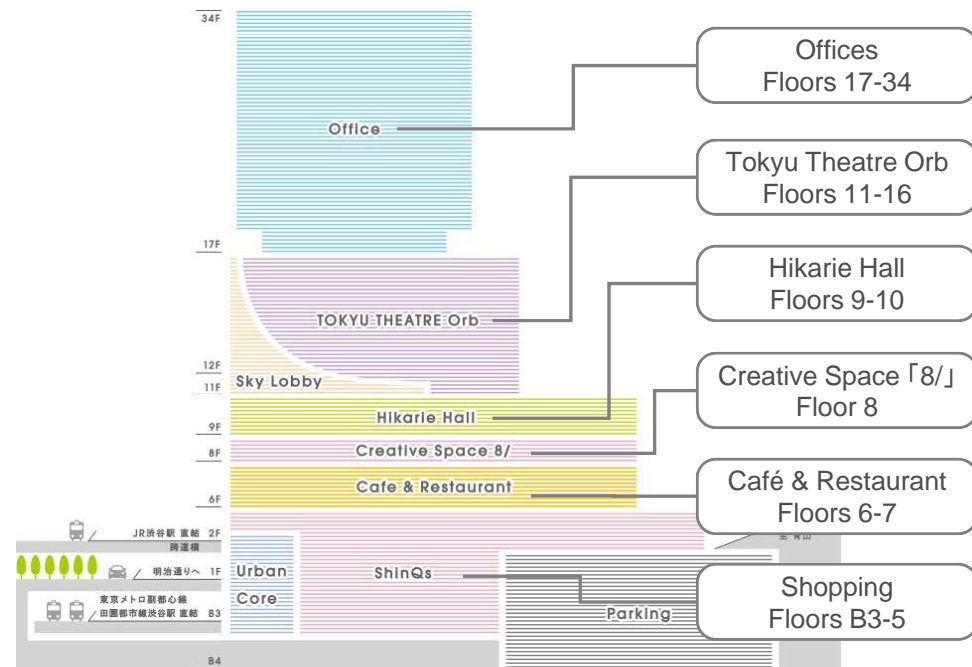 34F
Offices
Floors 17-34
Office
Tokyu Theatre Orb
Floors 11-16
17F
Hikarie Hall
Floors 9-10
TOKYU THEATRE Orb
12F
Sky Lobby
11F
Creative Space「8/」
Floor 8
Hikarie Hall
9F
Creative Space 8/
8F
Café & Restaurant
Floors 6-7
Cafe & Restaurant
6F
JR渋谷駅 直結 2F
跨道橋
明治通りへ 1F
Urban
Core
ShinQs
Shopping
Floors B3-5
東京メトロ副都心線
田園都市線渋谷駅 直結 B3
Parking
B4